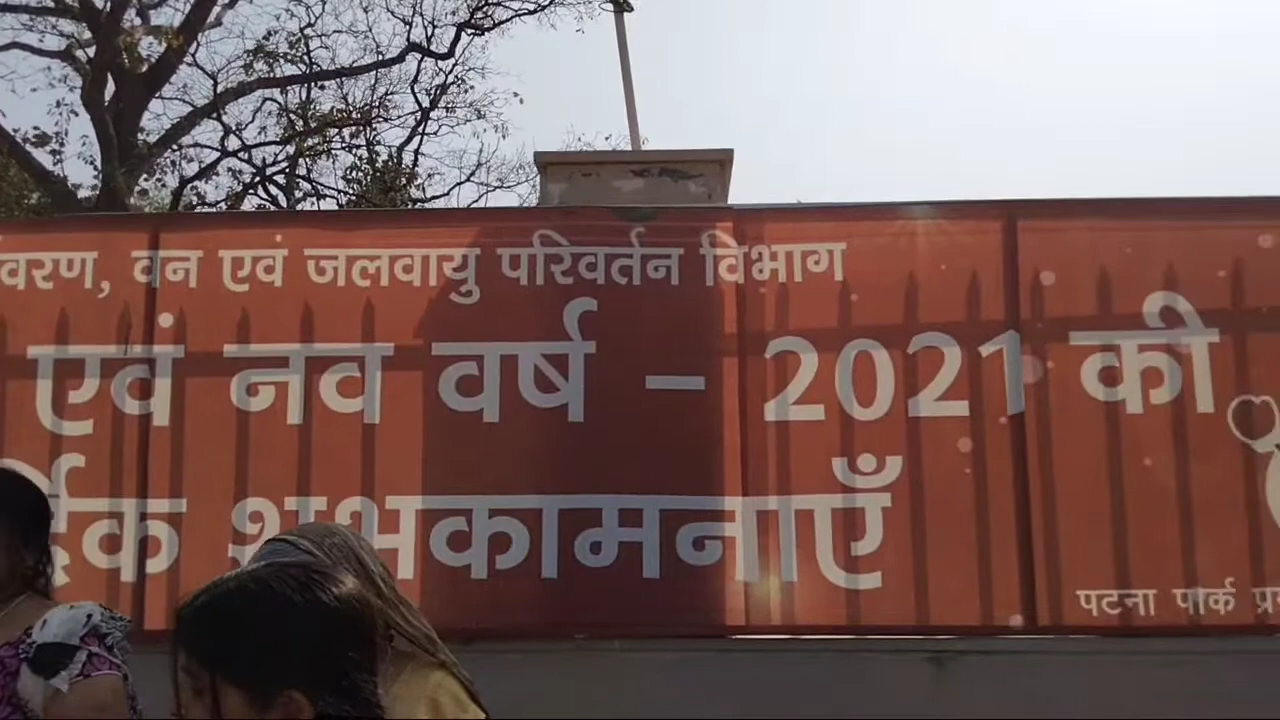 वरण, वन एवं जलवायु परिवर्तन विभाग
एवं नव वर्ष - 2021 की
शुभकामनाएँ
पटना पार्क